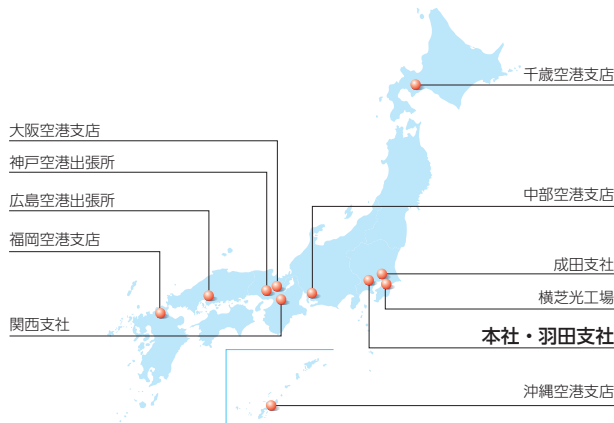 千歳空港支店
大阪空港支店
神戸空港出張所
広島空港出張所
福岡空港支店
関西支社
中部空港支店
成田支社
横芝光工場
本社・羽田支社
沖縄空港支店